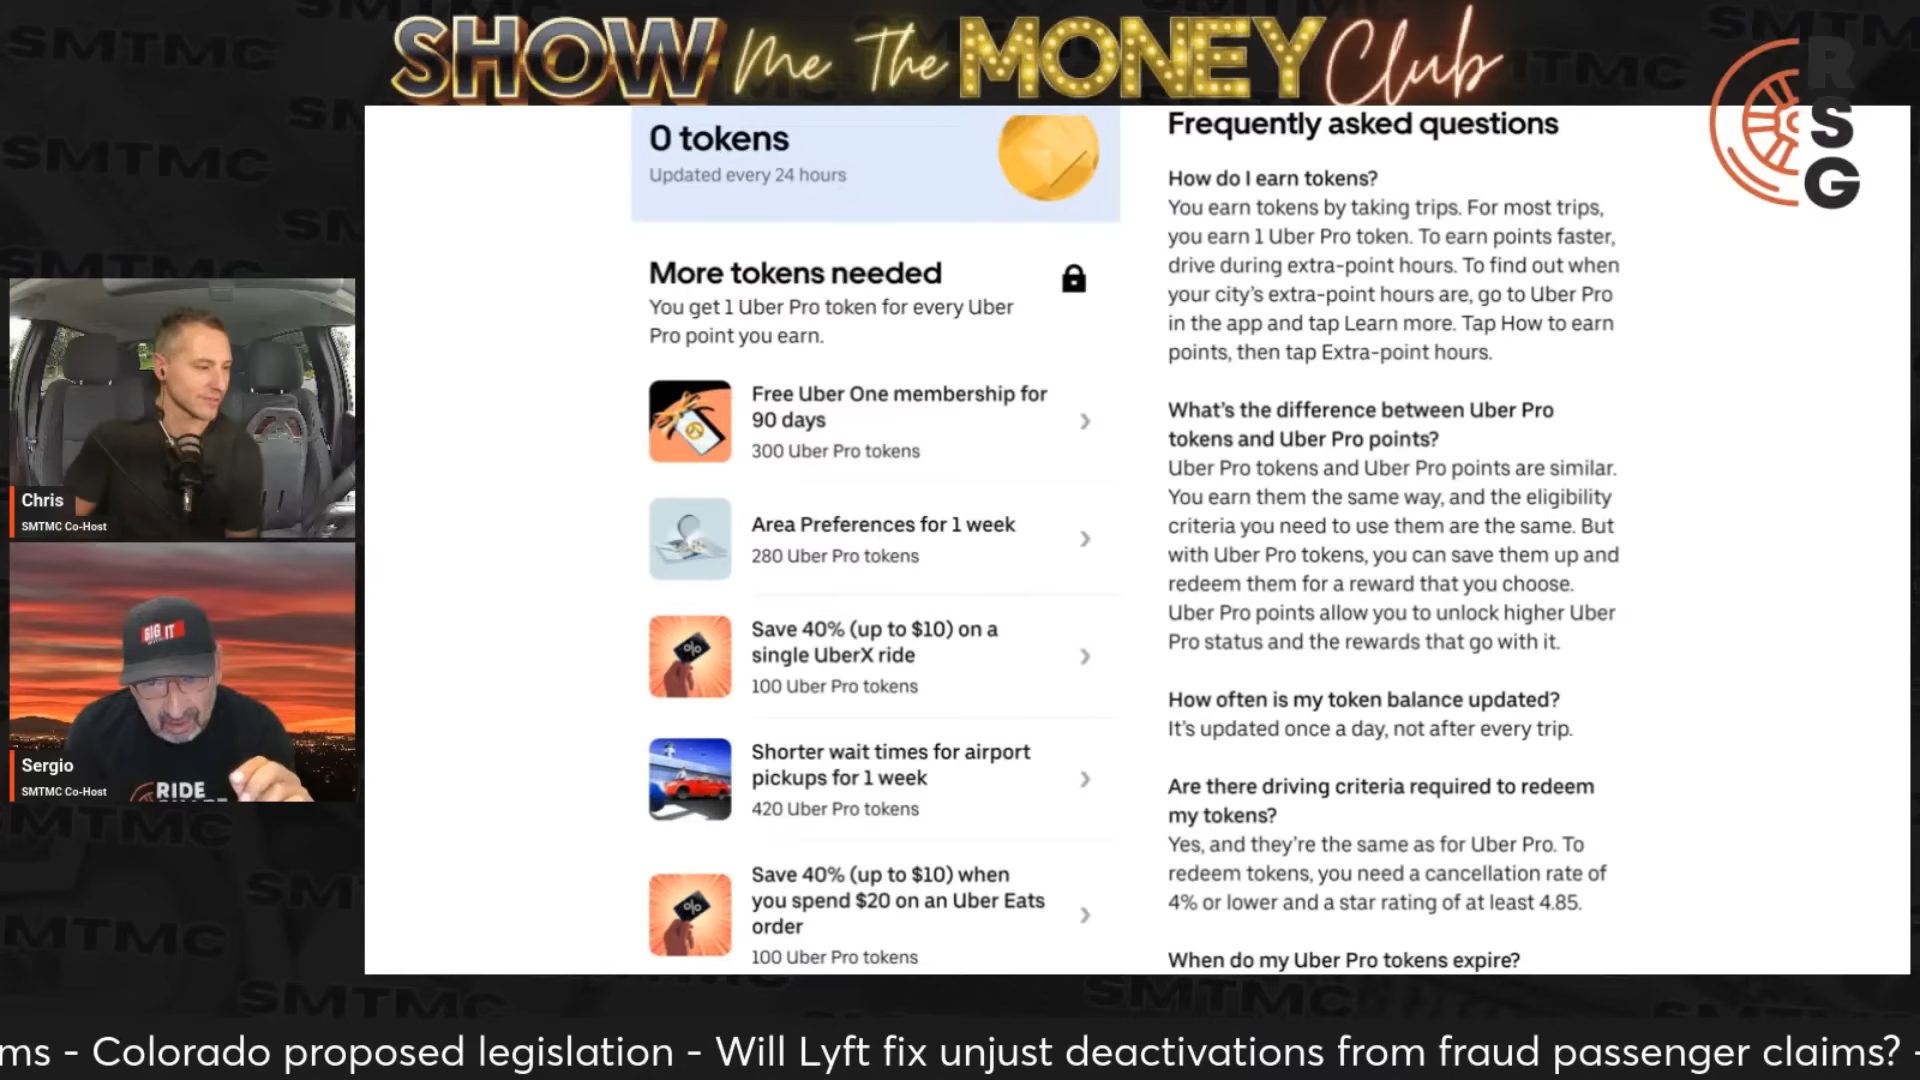 SHOW Me The MONEY Club
RSG
0 tokens
Updated every 24 hours
More tokens needed
You get 1 Uber Pro token for every Uber
Pro point you earn.
Free Uber One membership for
90 days
300 Uber Pro tokens
Area Preferences for 1 week
280 Uber Pro tokens
Save 40% (up to $10) on a
single UberX ride
100 Uber Pro tokens
Shorter wait times for airport
pickups for 1 week
420 Uber Pro tokens
Save 40% (up to $10) when
you spend $20 on an Uber Eats
order
100 Uber Pro tokens
Frequently asked questions
How do I earn tokens?
You earn tokens by taking trips. For most trips,
you earn 1 Uber Pro token. To earn points faster,
drive during extra-point hours. To find out when
your city's extra-point hours are, go to Uber Pro
in the app and tap Learn more. Tap How to earn
points, then tap Extra-point hours.
What's the difference between Uber Pro
tokens and Uber Pro points?
Uber Pro tokens and Uber Pro points are similar.
You earn them the same way, and the eligibility
criteria you need to use them are the same. But
with Uber Pro tokens, you can save them up and
redeem them for a reward that you choose.
Uber Pro points allow you to unlock higher Uber
Pro status and the rewards that go with it.
How often is my token balance updated?
It's updated once a day, not after every trip.
Are there driving criteria required to redeem
my tokens?
Yes, and they're the same as for Uber Pro. To
redeem tokens, you need a cancellation rate of
4% or lower and a star rating of at least 4.85.
When do my Uber Pro tokens expire?
Chris
SMTMC Co-Host
GIG IT
RIDE
Sergio
SMTMC Co-Host
ms - Colorado proposed legislation - Will Lyft fix unjust deactivations from fraud passenger claims? -